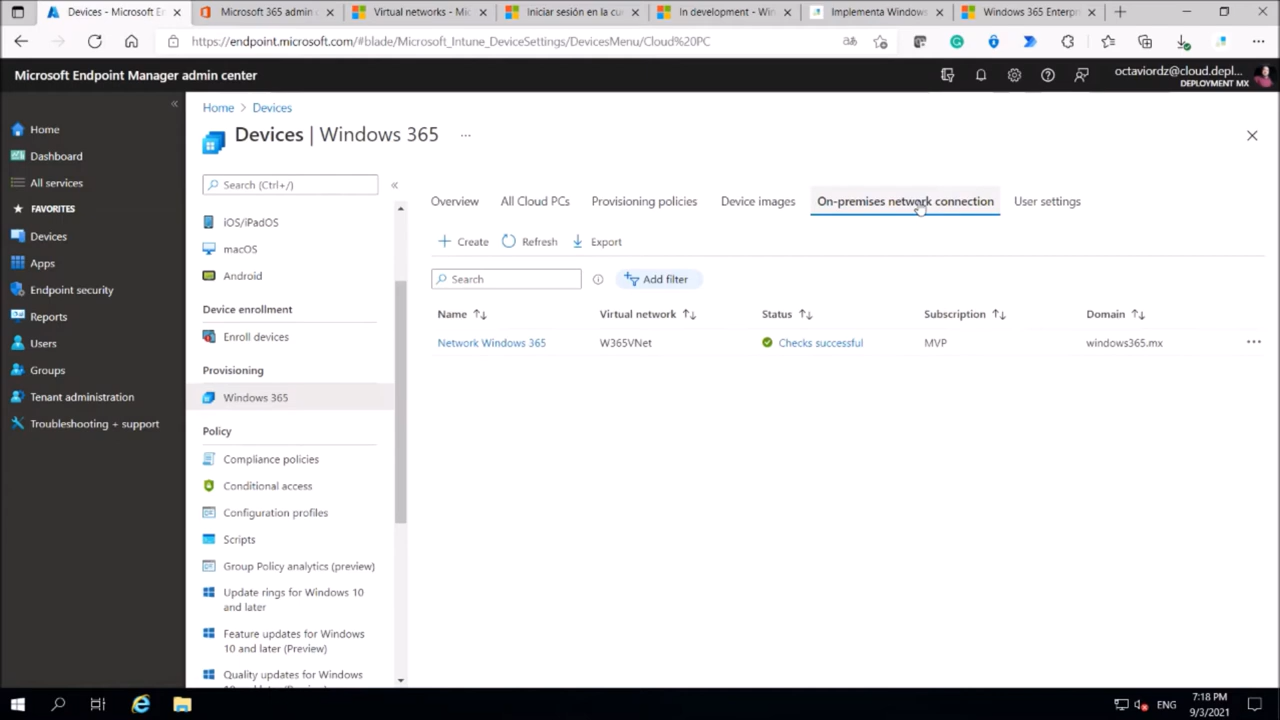 Devices - Microsoft E
Microsoft 365 admin c
Virtual networks - Mic
Iniciar sesión en la cu
In development - Win
Implementa Windows
Windows 365 Enterpr
https://endpoint.microsoft.com/#blade/Microsoft_Intune_DeviceSettings/DevicesMenu/Cloud%20PC
Microsoft Endpoint Manager admin center
octaviordz@cloud.depl...
DEPLOYMENT MX
Home
Dashboard
All services
FAVORITES
Devices
Apps
Endpoint security
Reports
Users
Groups
Tenant administration
Troubleshooting + support
Home > Devices
Devices | Windows 365
Search (Ctrl+/)
iOS/iPadOS
macOS
Android
Device enrollment
Enroll devices
Provisioning
Windows 365
Policy
Compliance policies
Conditional access
Configuration profiles
Scripts
Group Policy analytics (preview)
Update rings for Windows 10
and later
Feature updates for Windows
10 and later (Preview)
Quality updates for Windows
Overview
All Cloud PCs
Provisioning policies
Device images
On-premises network connection
User settings
Create
Refresh
Export
Search
Add filter
Name
Virtual network
Status
Subscription
Domain
Network Windows 365
W365VNet
Checks successful
MVP
windows365.mx
ENG
7:18 PM
9/3/2021